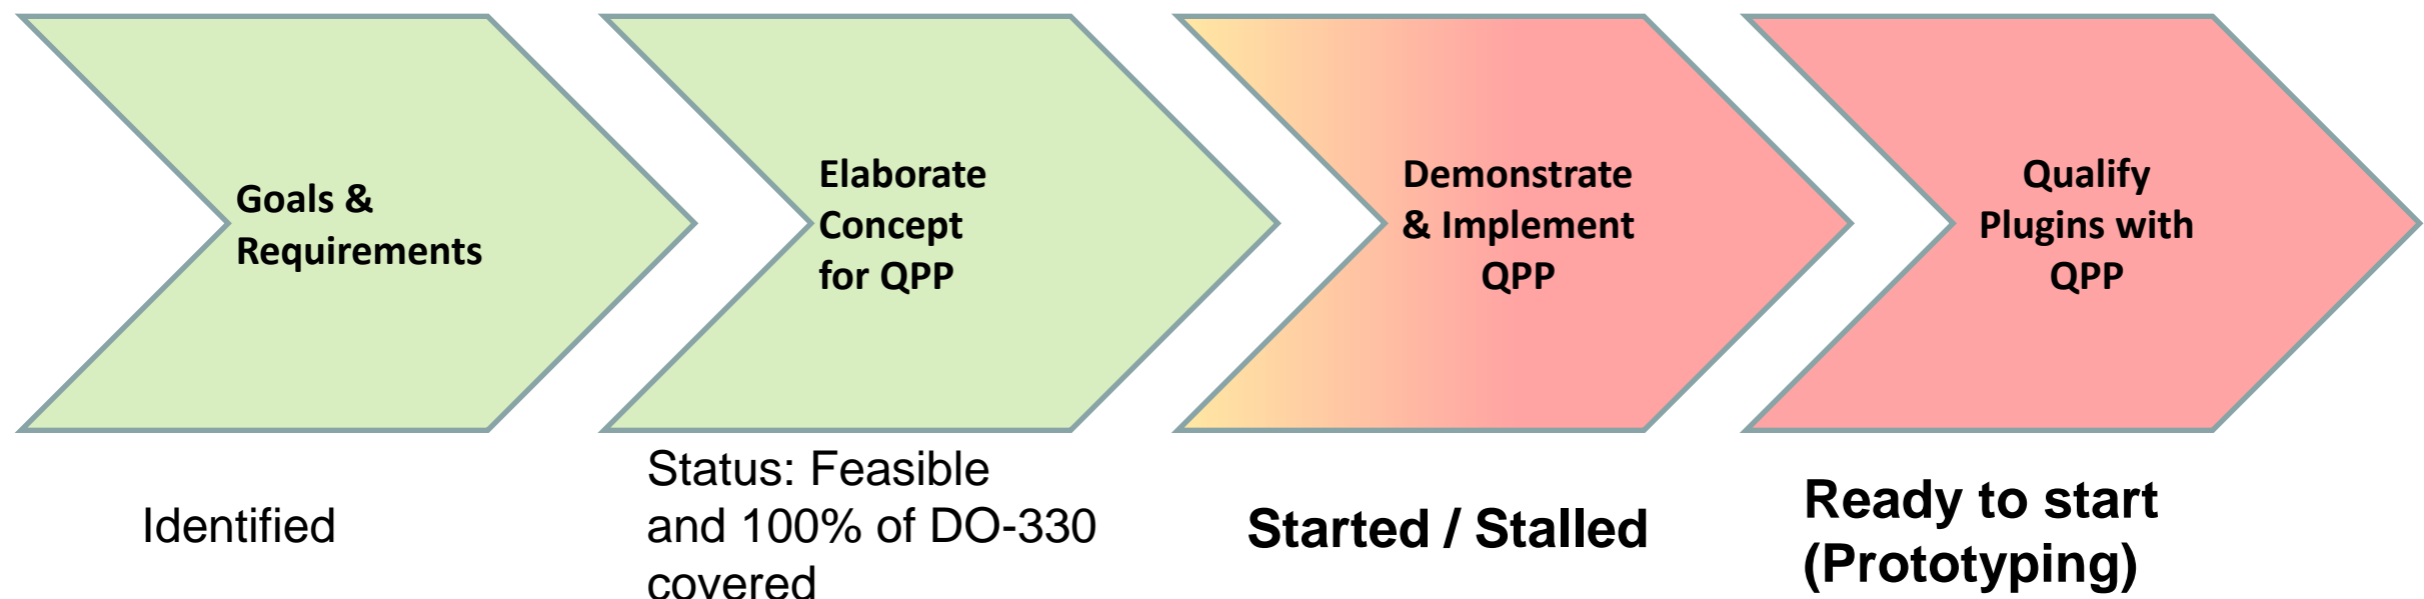 Goals &
Requirements
Elaborate
Concept
for QPP
Demonstrate
& Implement
QPP
Qualify
Plugins with
QPP
Identified
Status: Feasible
and 100% of DO-330
covered
Started / Stalled
Ready to start
(Prototyping)